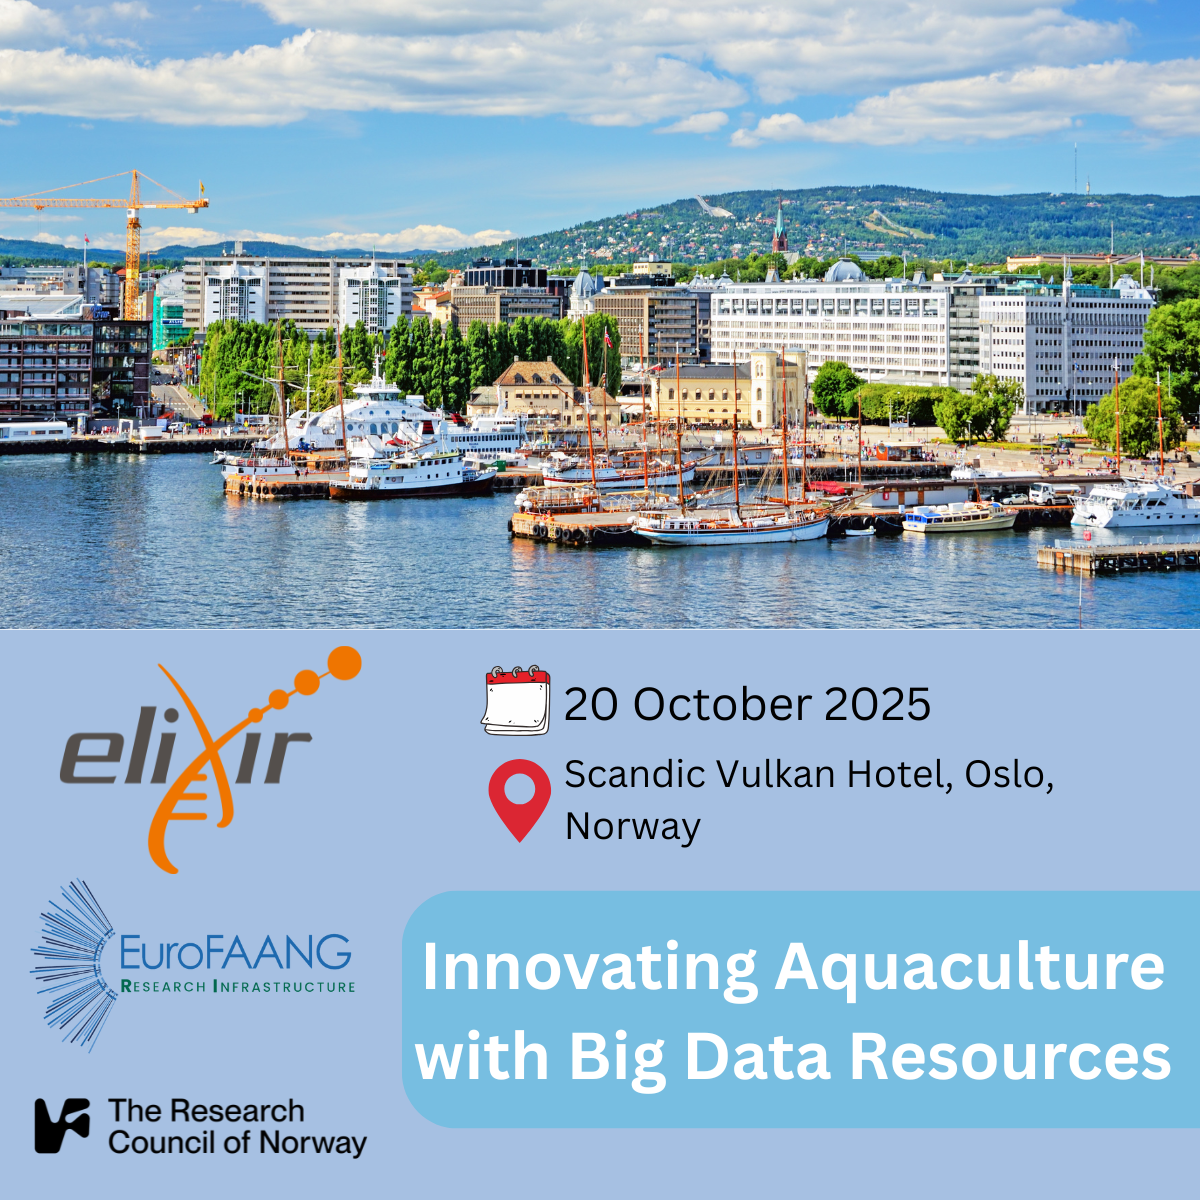 elixir
20 October 2025
Scandic Vulkan Hotel, Oslo,
Norway
EuroFAANG
RESEARCH INFRASTRUCTURE
Innovating Aquaculture
with Big Data Resources
The Research
Council of Norway